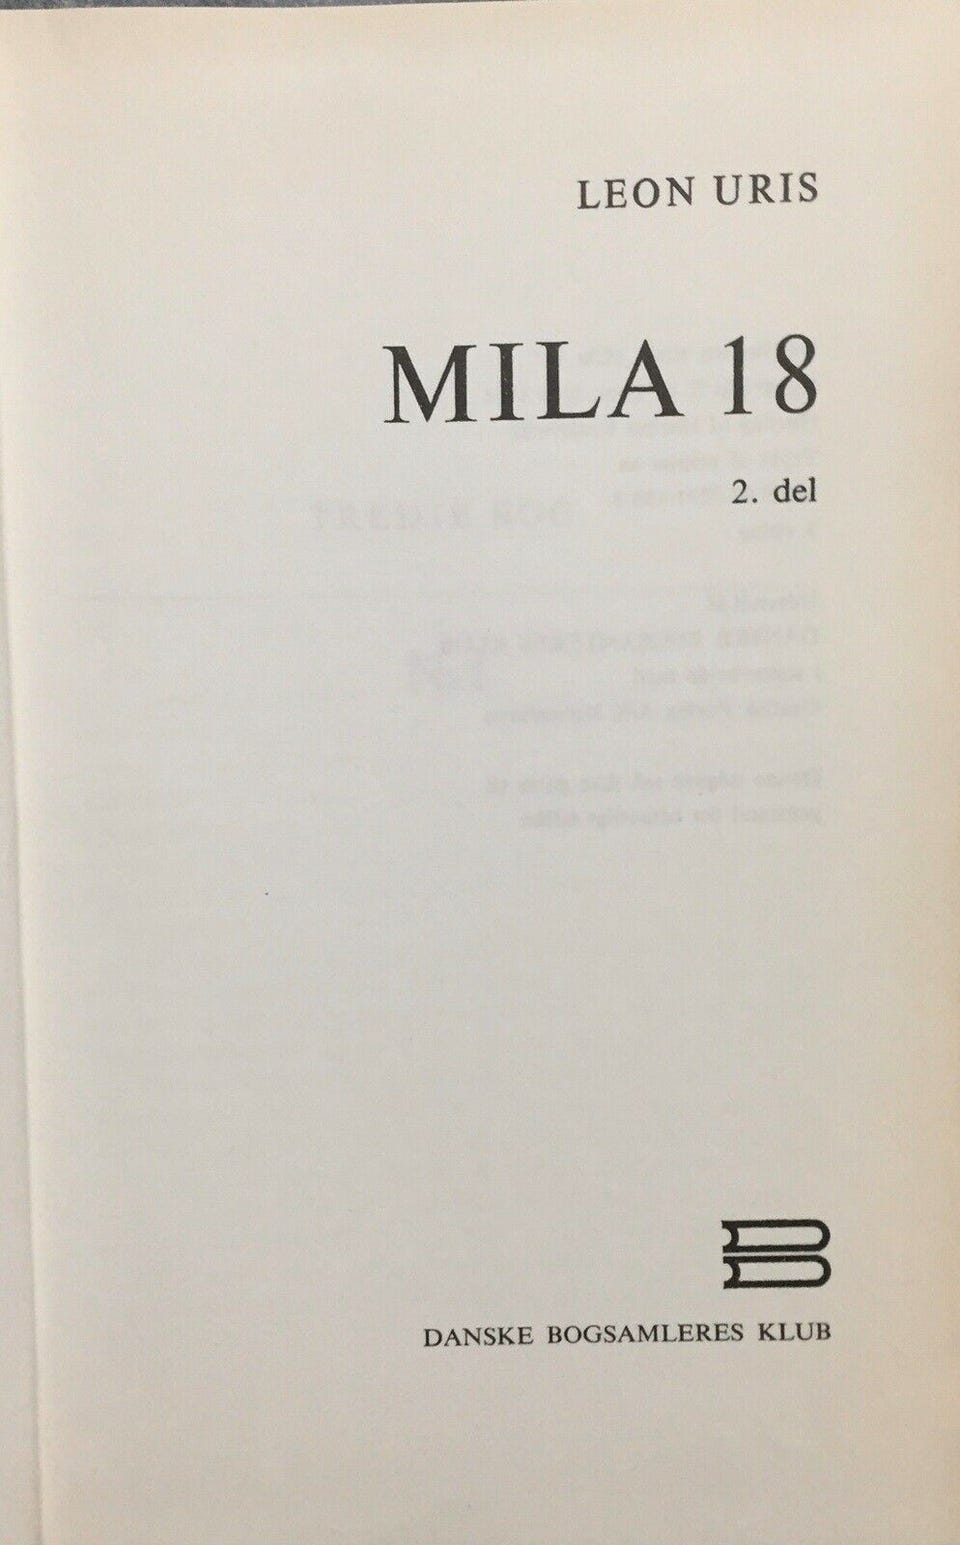 LEON URIS
MILA 18
2. del
DANSKE BOGSAMLERES KLUB